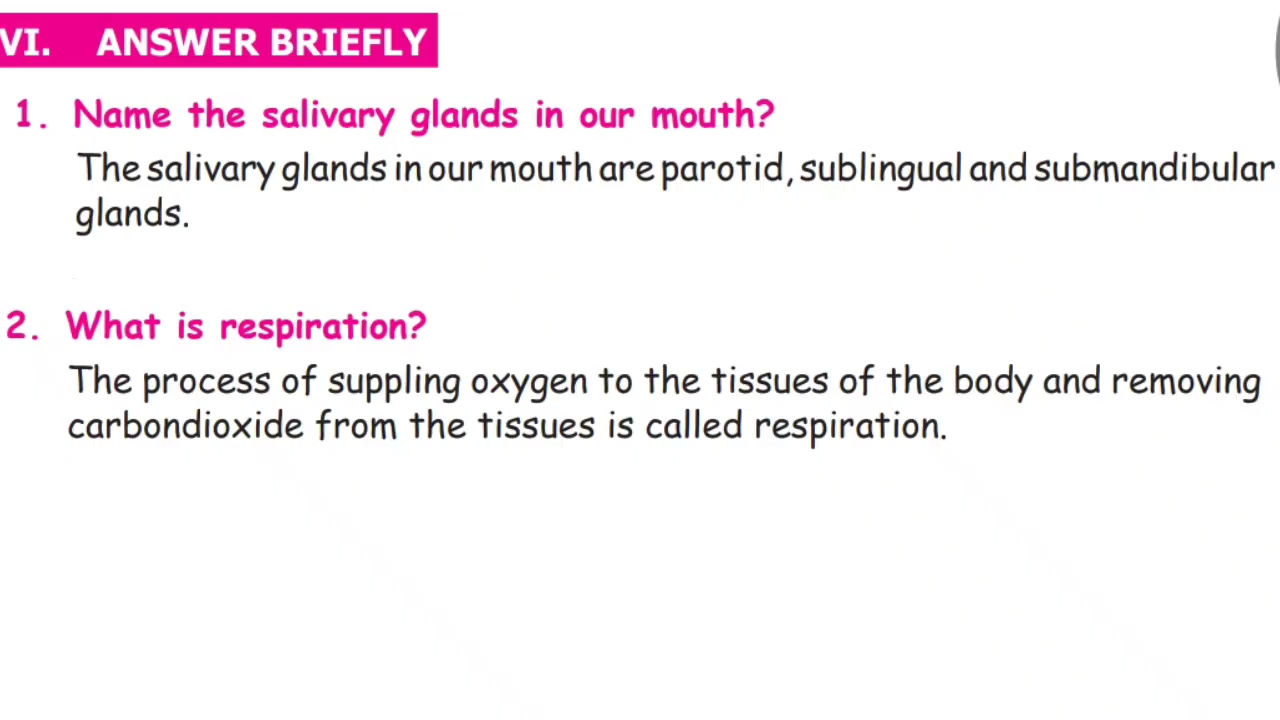 VI. ANSWER BRIEFLY
1. Name the salivary glands in our mouth?
The salivary glands in our mouth are parotid, sublingual and submandibular
glands.
2. What is respiration?
The process of suppling oxygen to the tissues of the body and removing
carbondioxide from the tissues is called respiration.